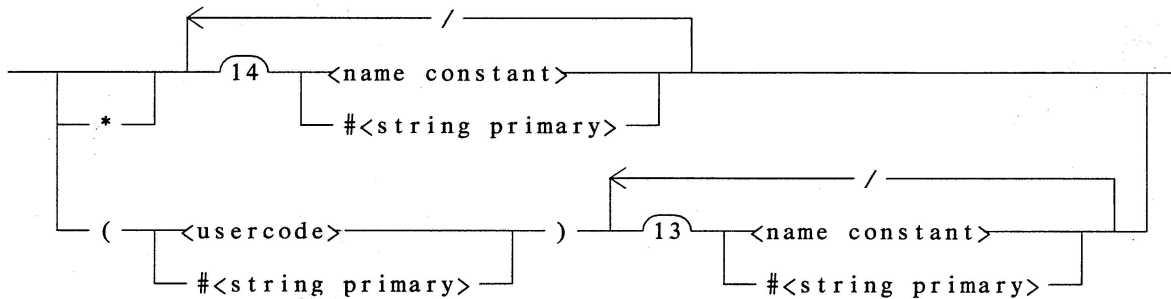 /
14 <name constant>
* #<string primary>
/
( <usercode> ) 13 <name constant>
#<string primary> #<string primary>